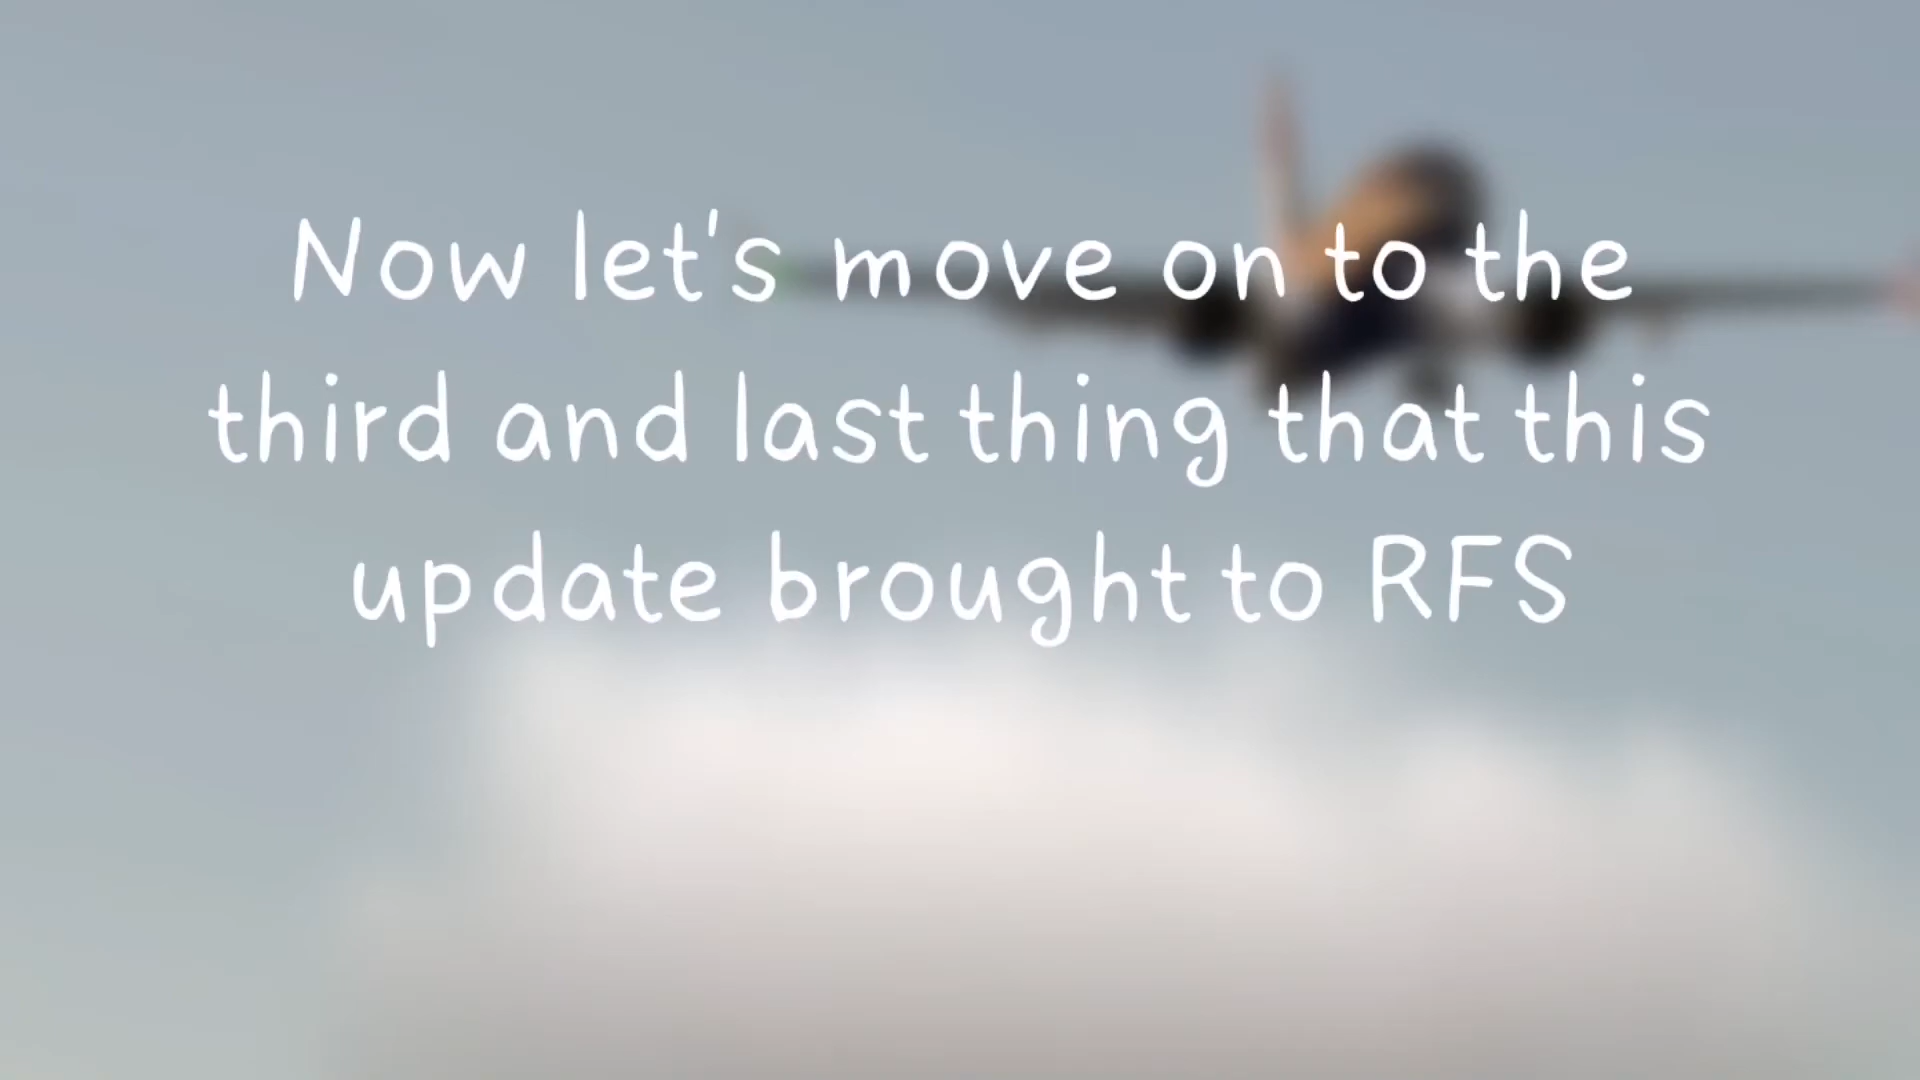 Now let's move on to the
third and last thing that this
update brought to RFS